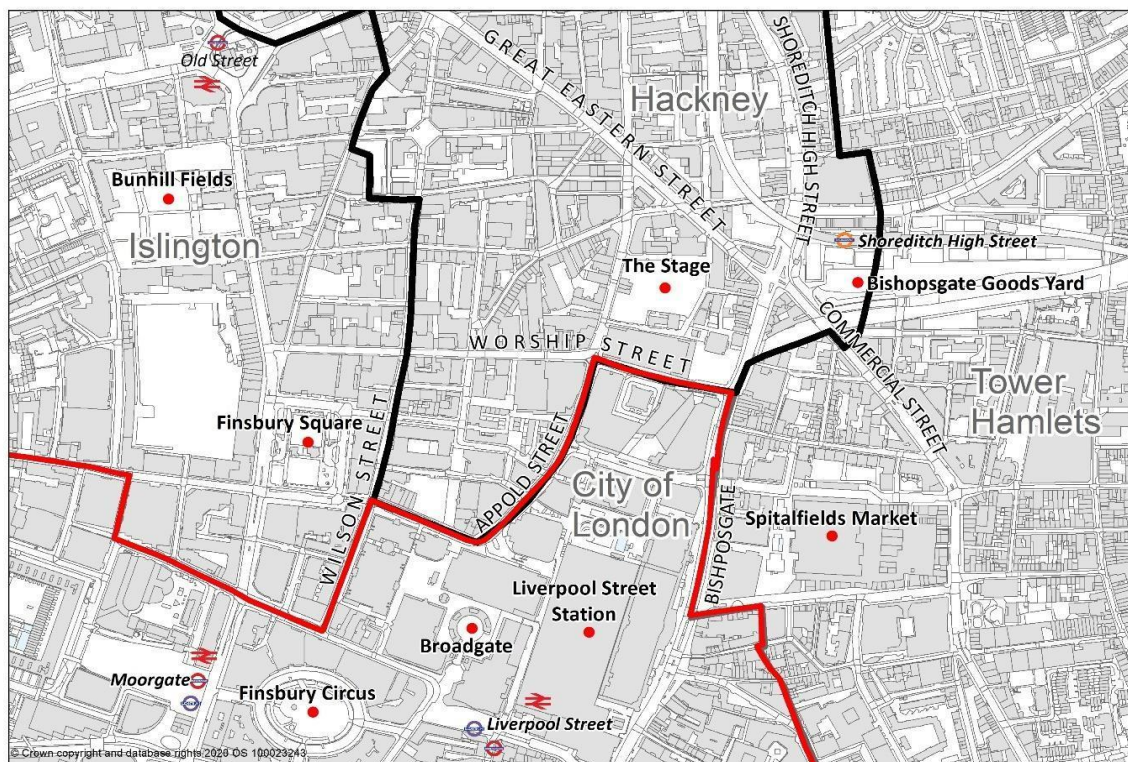 Old Street
GREAT EASTERN STREET
SHOREDITCH HIGH STREET
Hackney
Bunhill Fields
Islington
Shoreditch High Street
The Stage
Bishopsgate Goods Yard
WORSHIP STREET
COMMERCIAL STREET
Tower
Hamlets
Finsbury Square
WILSON STREET
APPOLD STREET
City of
London
BISHPOSGATE
Spitalfields Market
Liverpool Street
Station
Broadgate
Moorgate
Finsbury Circus
Liverpool Street
© Crown copyright and database rights 2020 OS 100023243